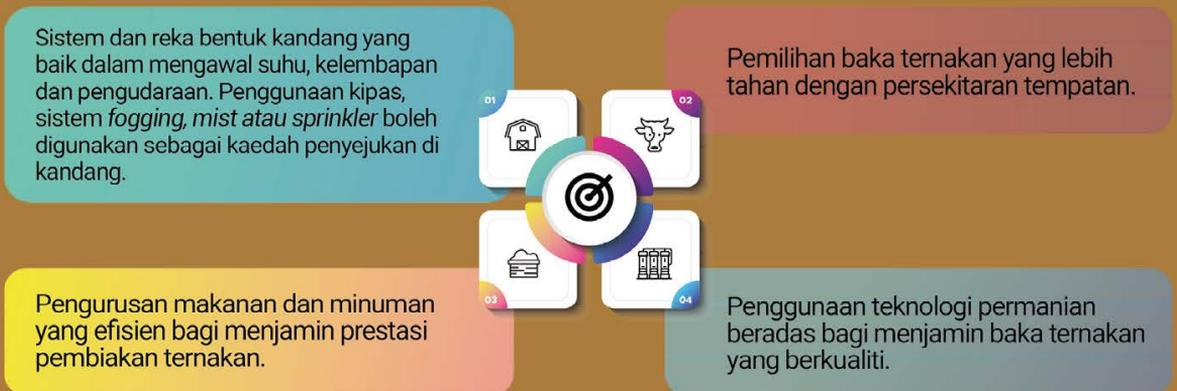 Sistem dan reka bentuk kandang yang
baik dalam mengawal suhu, kelembapan
dan pengudaraan. Penggunaan kipas,
sistem fogging, mist atau sprinkler boleh
digunakan sebagai kaedah penyejukan di
kandang.
01
02
Pemilihan baka ternakan yang lebih
tahan dengan persekitaran tempatan.
Pengurusan makanan dan minuman
yang efisien bagi menjamin prestasi
pembiakan ternakan.
03
04
Penggunaan teknologi permanian
beradas bagi menjamin baka ternakan
yang berkualiti.